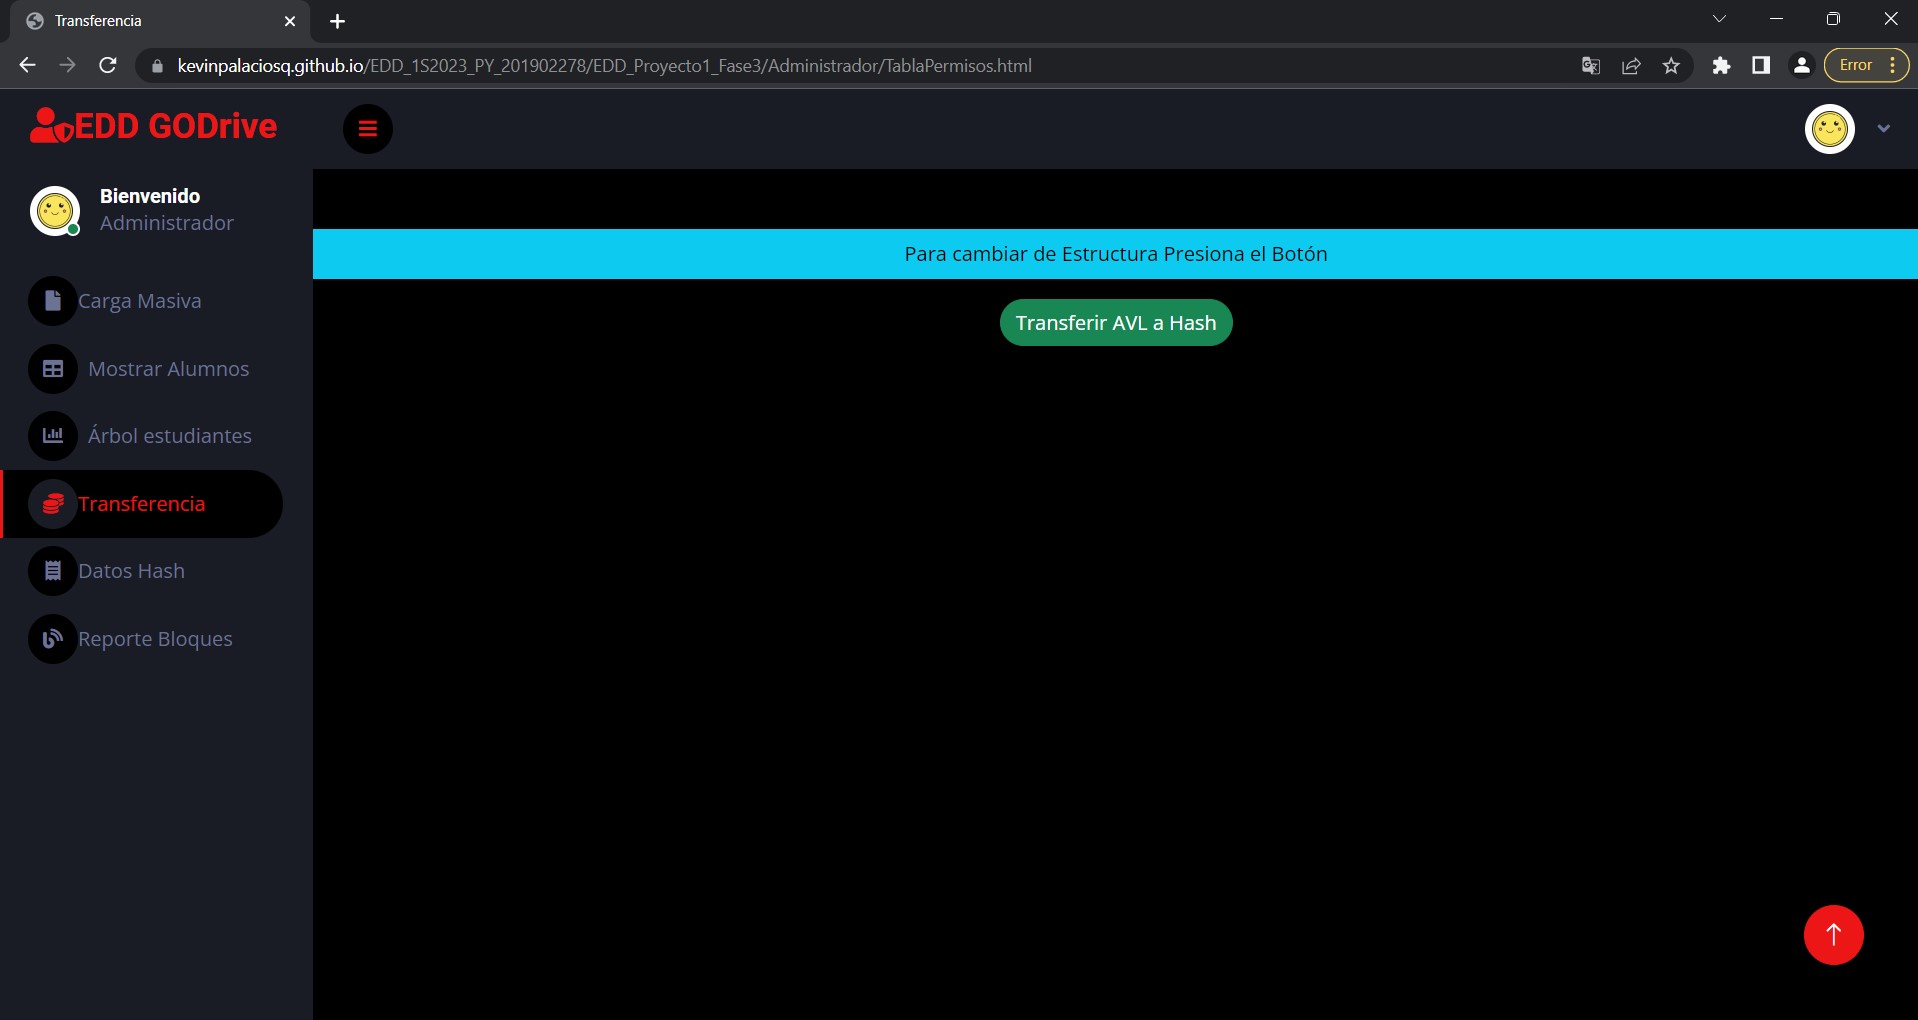 Transferencia
kevinpalaciosq.github.io/EDD_1S2023_PY_201902278/EDD_Proyecto1_Fase3/Administrador/TablaPermisos.html
Error
EDD GODrive
Bienvenido
Administrador
Carga Masiva
Mostrar Alumnos
Árbol estudiantes
Transferencia
Datos Hash
Reporte Bloques
Para cambiar de Estructura Presiona el Botón
Transferir AVL a Hash